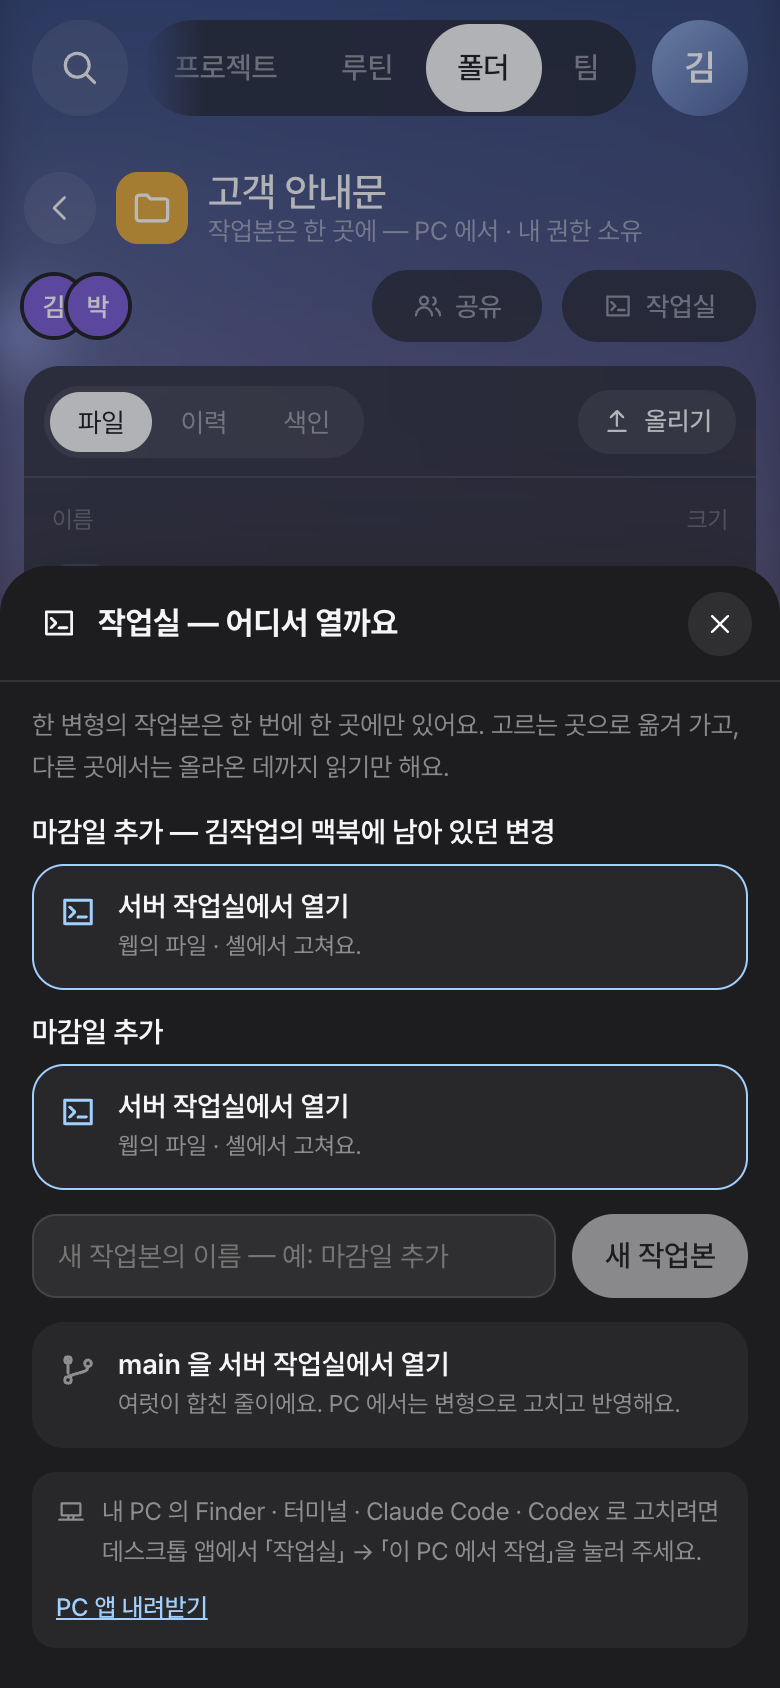 프로젝트
루틴
폴더
팀
김
고객 안내문
작업본은 한 곳에 — PC 에서 · 내 권한 소유
김
박
공유
작업실
파일
이력
색인
올리기
이름
크기
작업실 — 어디서 열까요
한 변형의 작업본은 한 번에 한 곳에만 있어요. 고르는 곳으로 옮겨 가고,
다른 곳에서는 올라온 데까지 읽기만 해요.
마감일 추가 — 김작업의 맥북에 남아 있던 변경
서버 작업실에서 열기
웹의 파일 · 셸에서 고쳐요.
마감일 추가
서버 작업실에서 열기
웹의 파일 · 셸에서 고쳐요.
새 작업본의 이름 — 예: 마감일 추가
새 작업본
main 을 서버 작업실에서 열기
여럿이 합친 줄이에요. PC 에서는 변형으로 고치고 반영해요.
내 PC 의 Finder · 터미널 · Claude Code · Codex 로 고치려면
데스크톱 앱에서 「작업실」 → 「이 PC 에서 작업」을 눌러 주세요.
PC 앱 내려받기